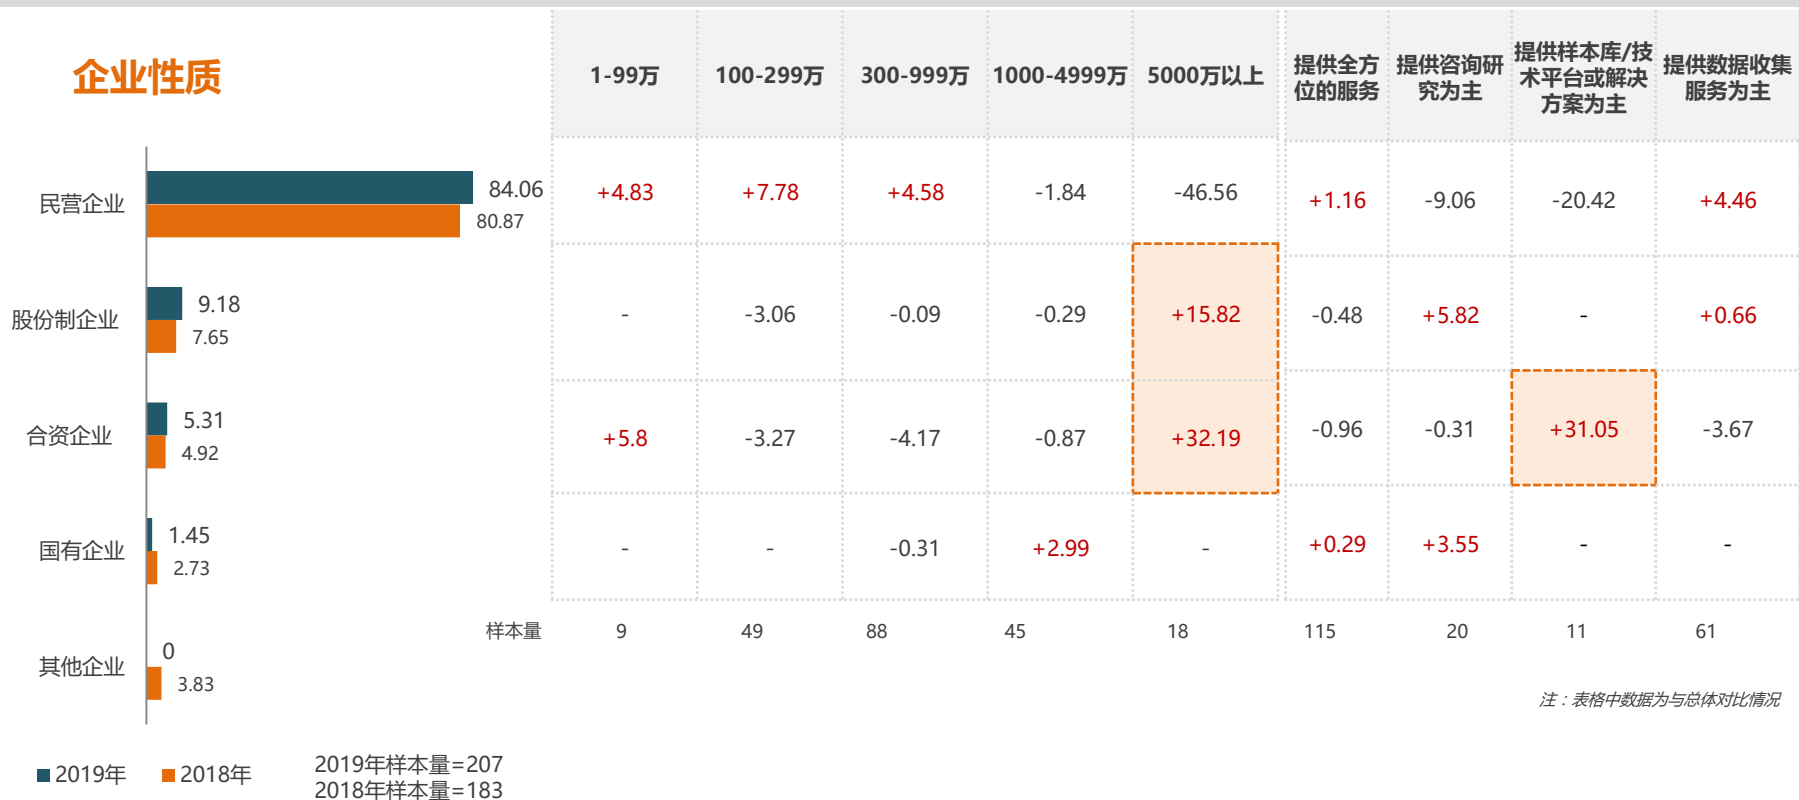 企业性质
1-99万 100-299万 300-999万 1000-4999万 5000万以上
提供全方
位的服务
提供咨询研
究为主
提供样本库/技
术平台或解决
方案为主
提供数据收集
服务为主
民营企业 84.06
80.87
+4.83 +7.78 +4.58 -1.84 -46.56 +1.16 -9.06 -20.42 +4.46
股份制企业 9.18
7.65
- -3.06 -0.09 -0.29 +15.82 -0.48 +5.82 - +0.66
合资企业 5.31
4.92
+5.8 -3.27 -4.17 -0.87 +32.19 -0.96 -0.31 +31.05 -3.67
国有企业 1.45
2.73
- - -0.31 +2.99 - +0.29 +3.55 - -
样本量 9 49 88 45 18 115 20 11 61
其他企业 0
3.83
注：表格中数据为与总体对比情况
2019年 2018年
2019年样本量=207
2018年样本量=183